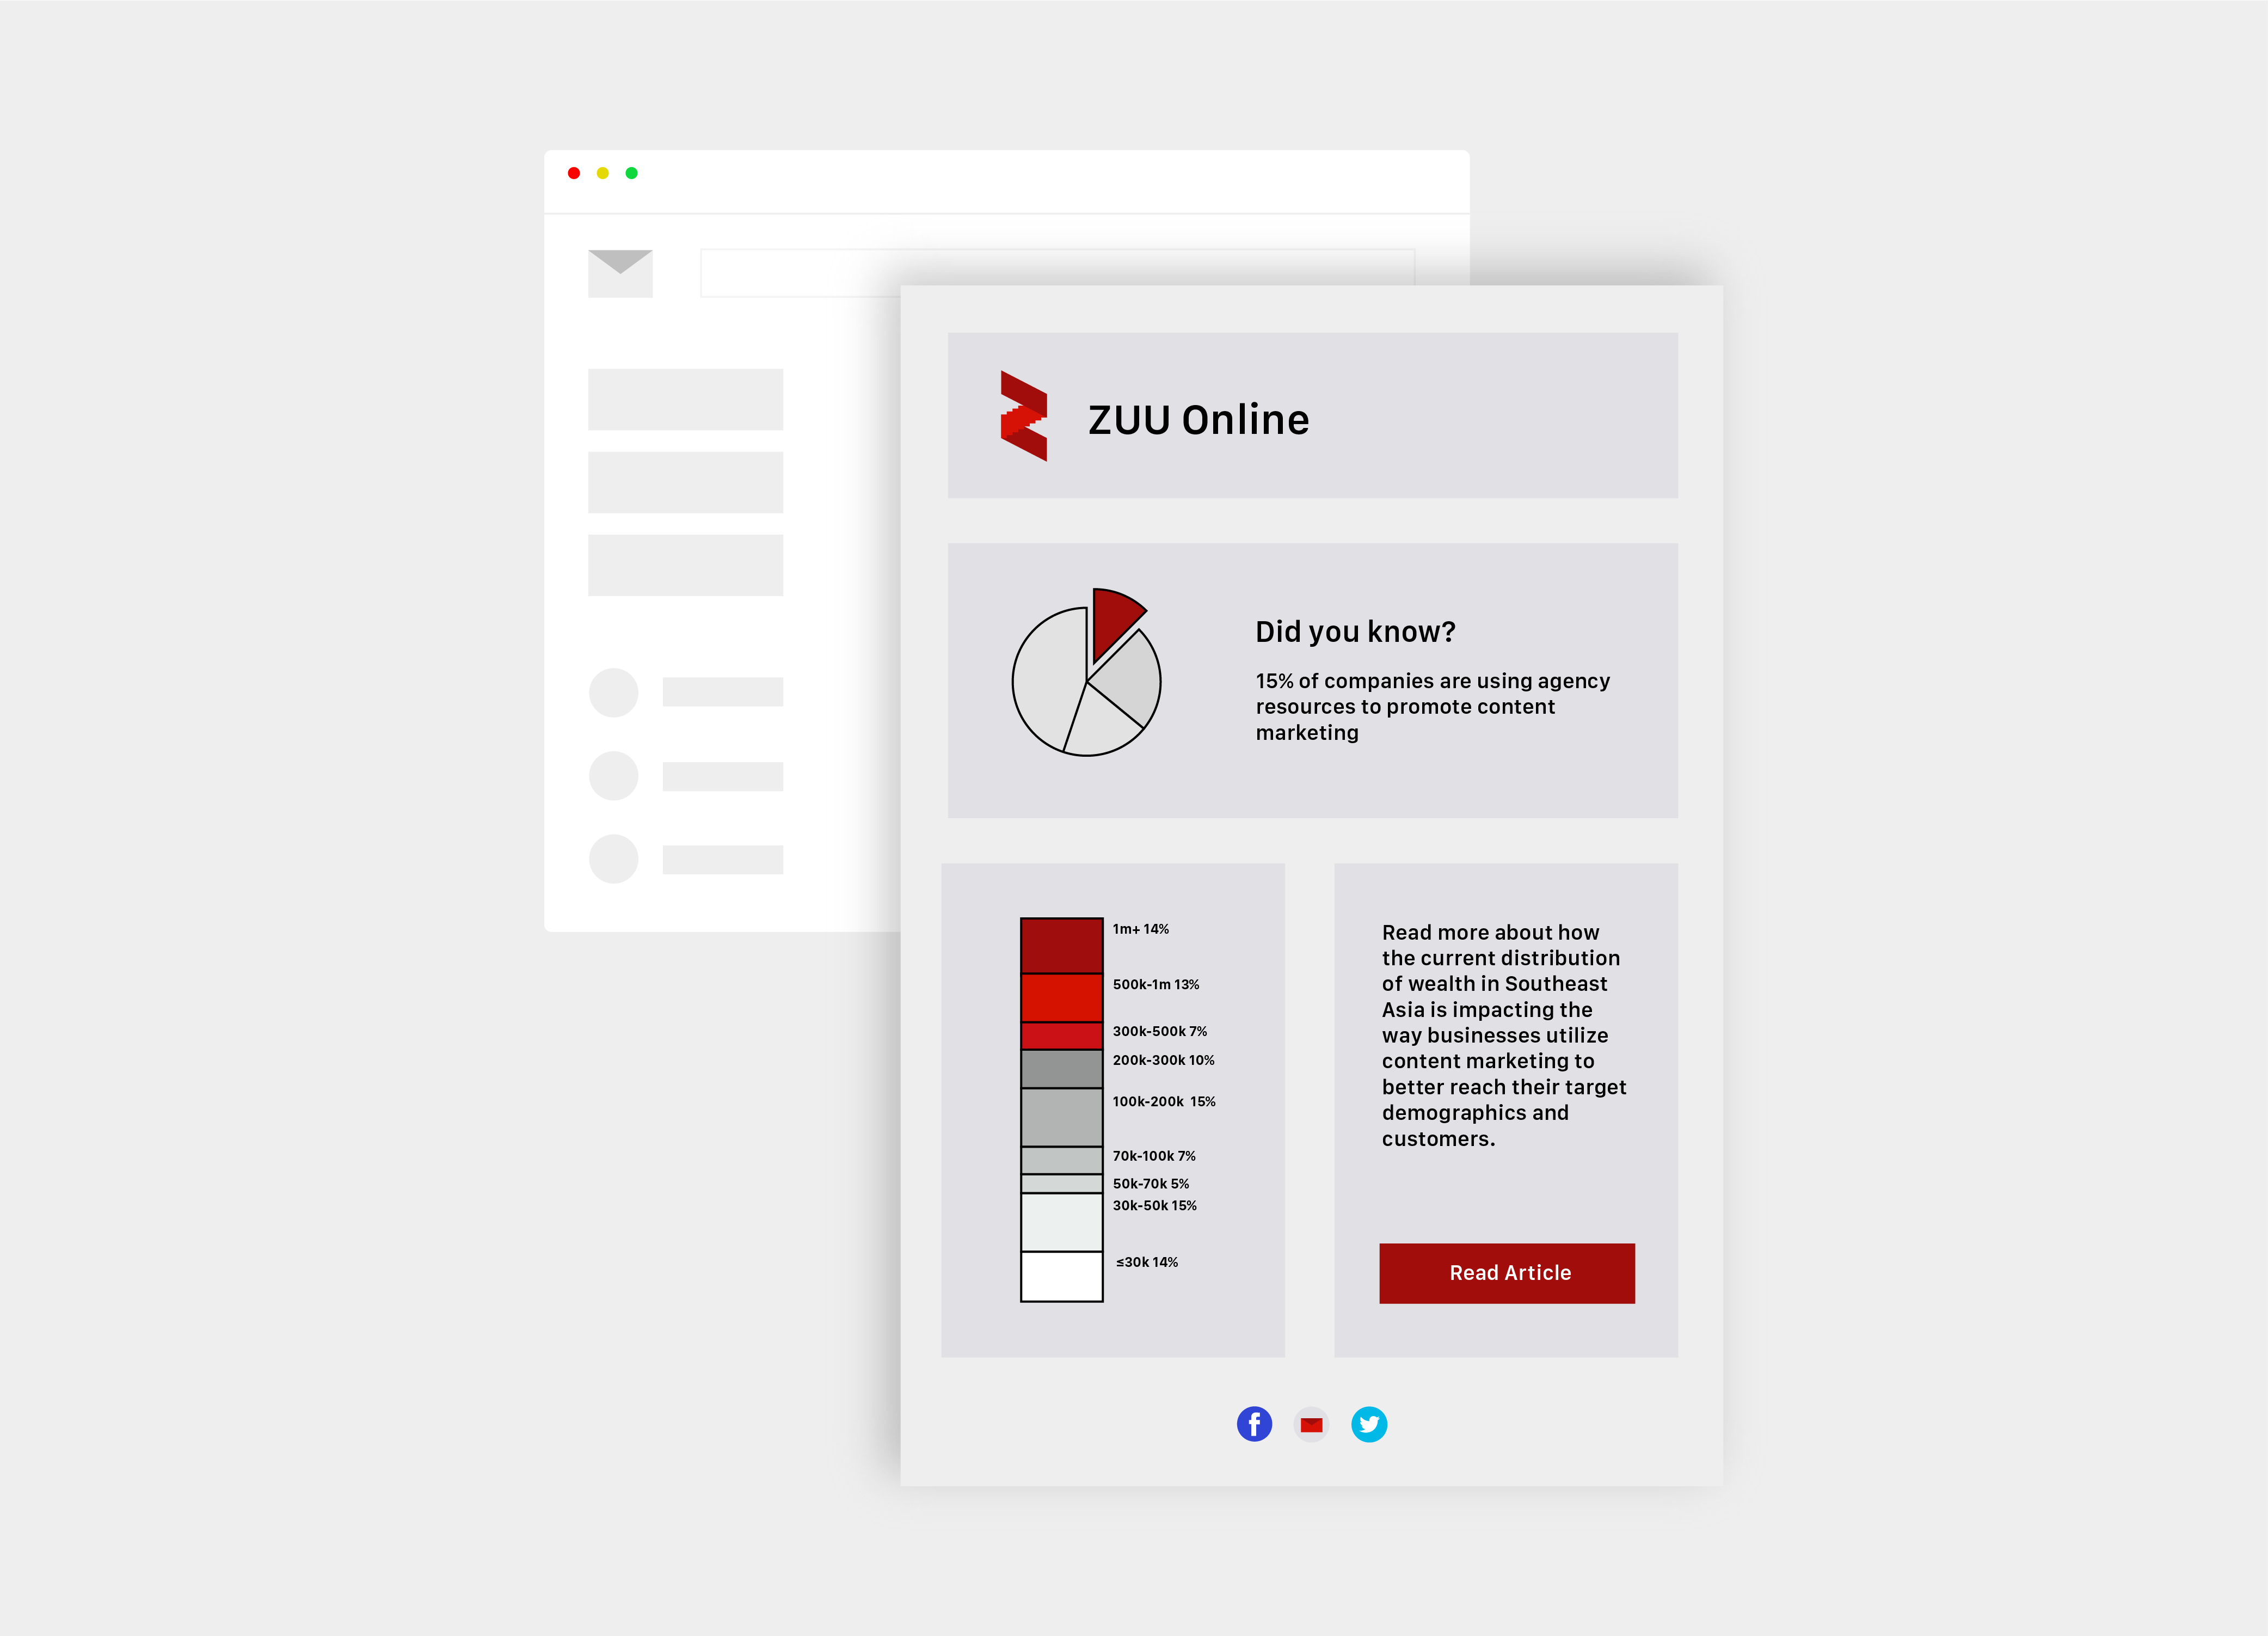 ZUU Online
Did you know?
15% of companies are using agency
resources to promote content
marketing
1m+ 14%
500k-1m 13%
300k-500k 7%
200k-300k 10%
100k-200k  15%
70k-100k 7%
50k-70k 5%
30k-50k 15%
≤30k 14%
Read more about how
the current distribution
of wealth in Southeast
Asia is impacting the
way businesses utilize
content marketing to
better reach their target
demographics and
customers.
Read Article